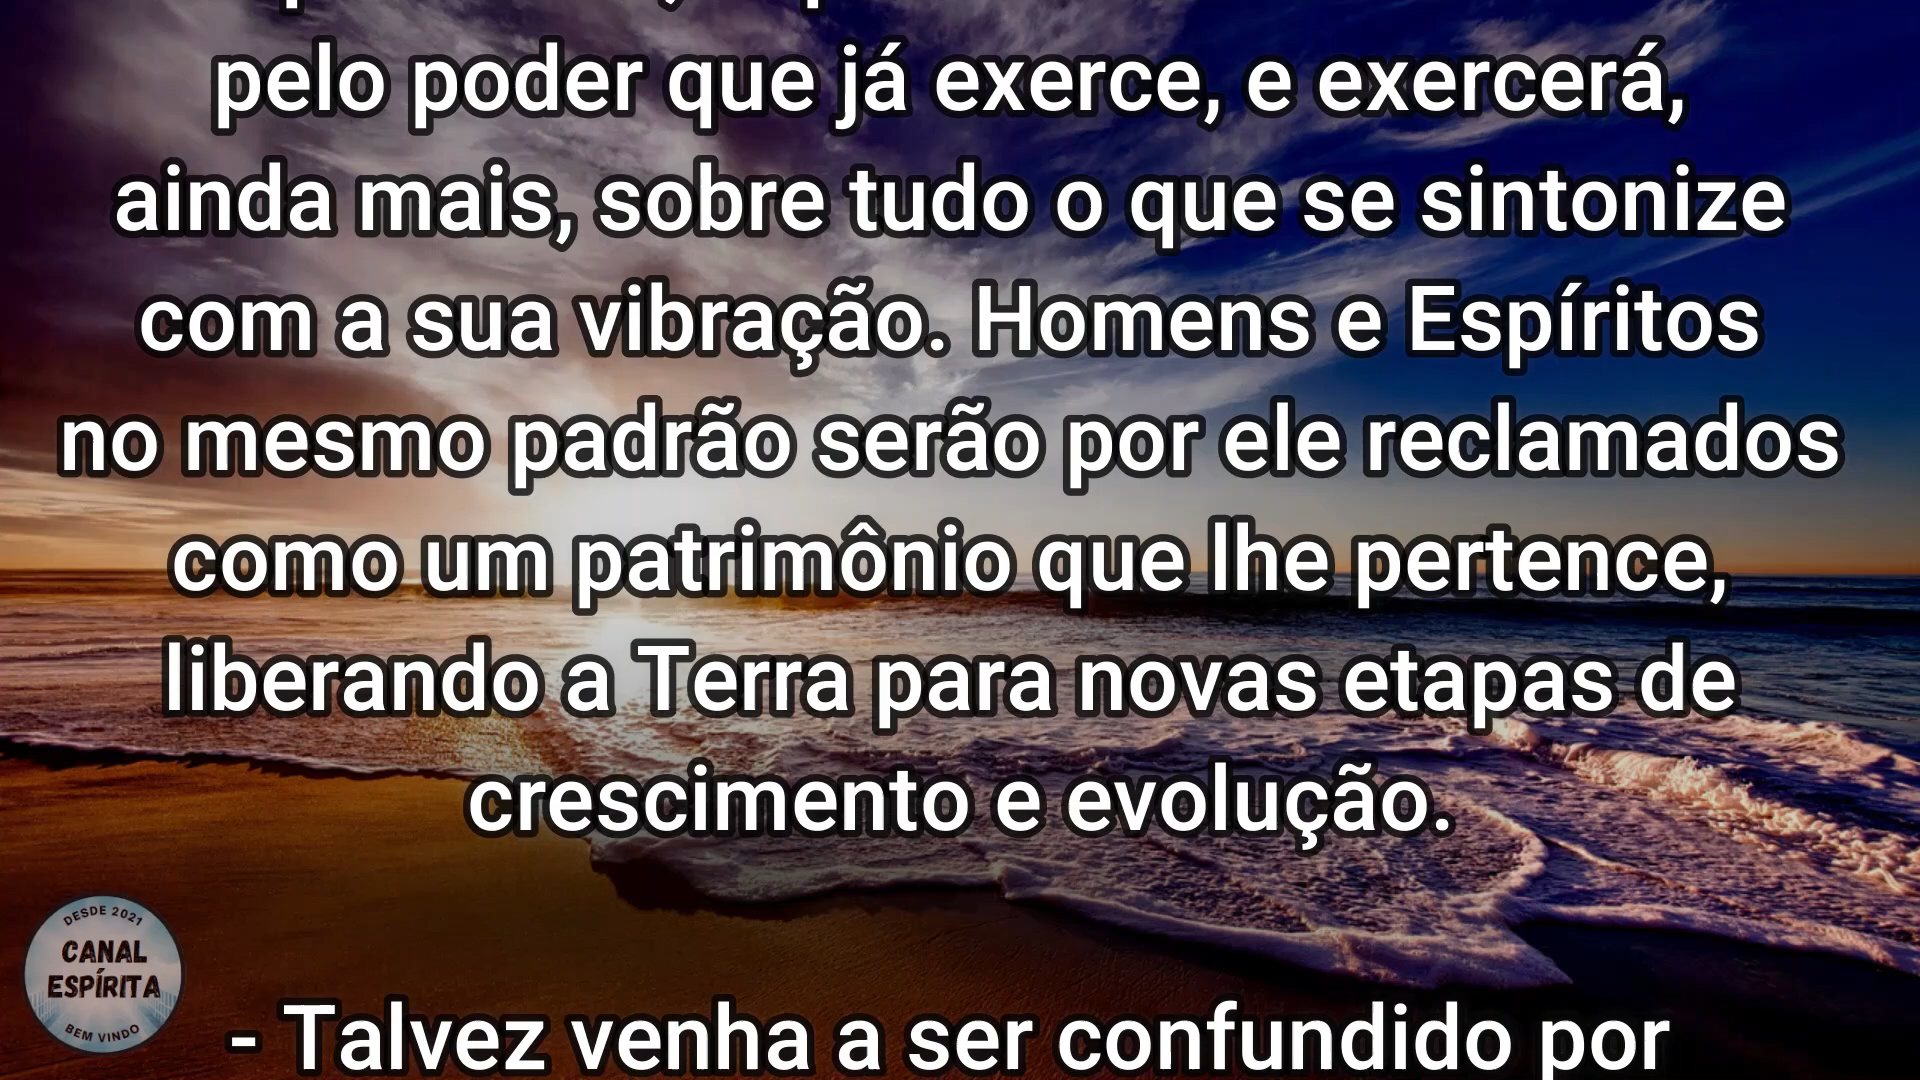 pelo poder que já exerce, e exercerá,
ainda mais, sobre tudo o que se sintonize
com a sua vibração. Homens e Espíritos
no mesmo padrão serão por ele reclamados
como um patrimônio que lhe pertence,
liberando a Terra para novas etapas de
crescimento e evolução.
DESDE 2021
CANAL
ESPÍRITA
BEM VINDO
- Talvez venha a ser confundido por